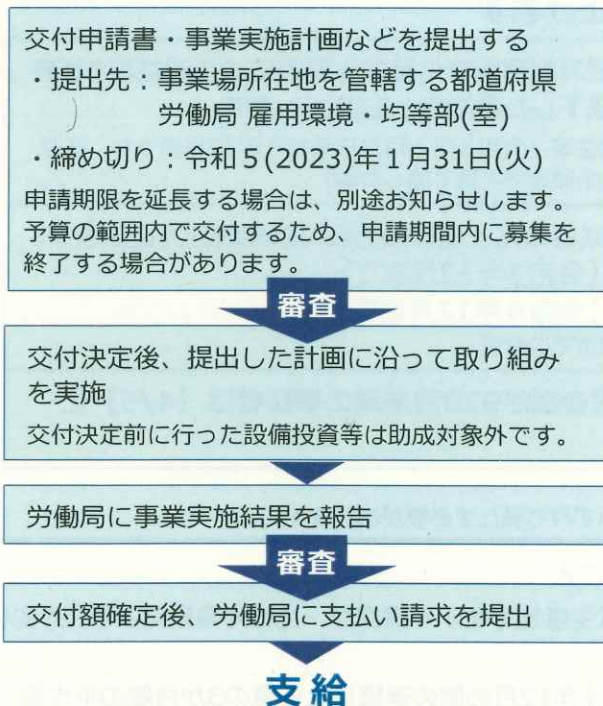 交付申請書・事業実施計画などを提出する
・提出先：事業場所在地を管轄する都道府県
労働局 雇用環境・均等部(室)
・締め切り：令和５(2023)年１月31日(火)
申請期限を延長する場合は、別途お知らせします。
予算の範囲内で交付するため、申請期間内に募集を
終了する場合があります。
審査
交付決定後、提出した計画に沿って取り組み
を実施
交付決定前に行った設備投資等は助成対象外です。
労働局に事業実施結果を報告
審査
交付額確定後、労働局に支払い請求を提出
支 給